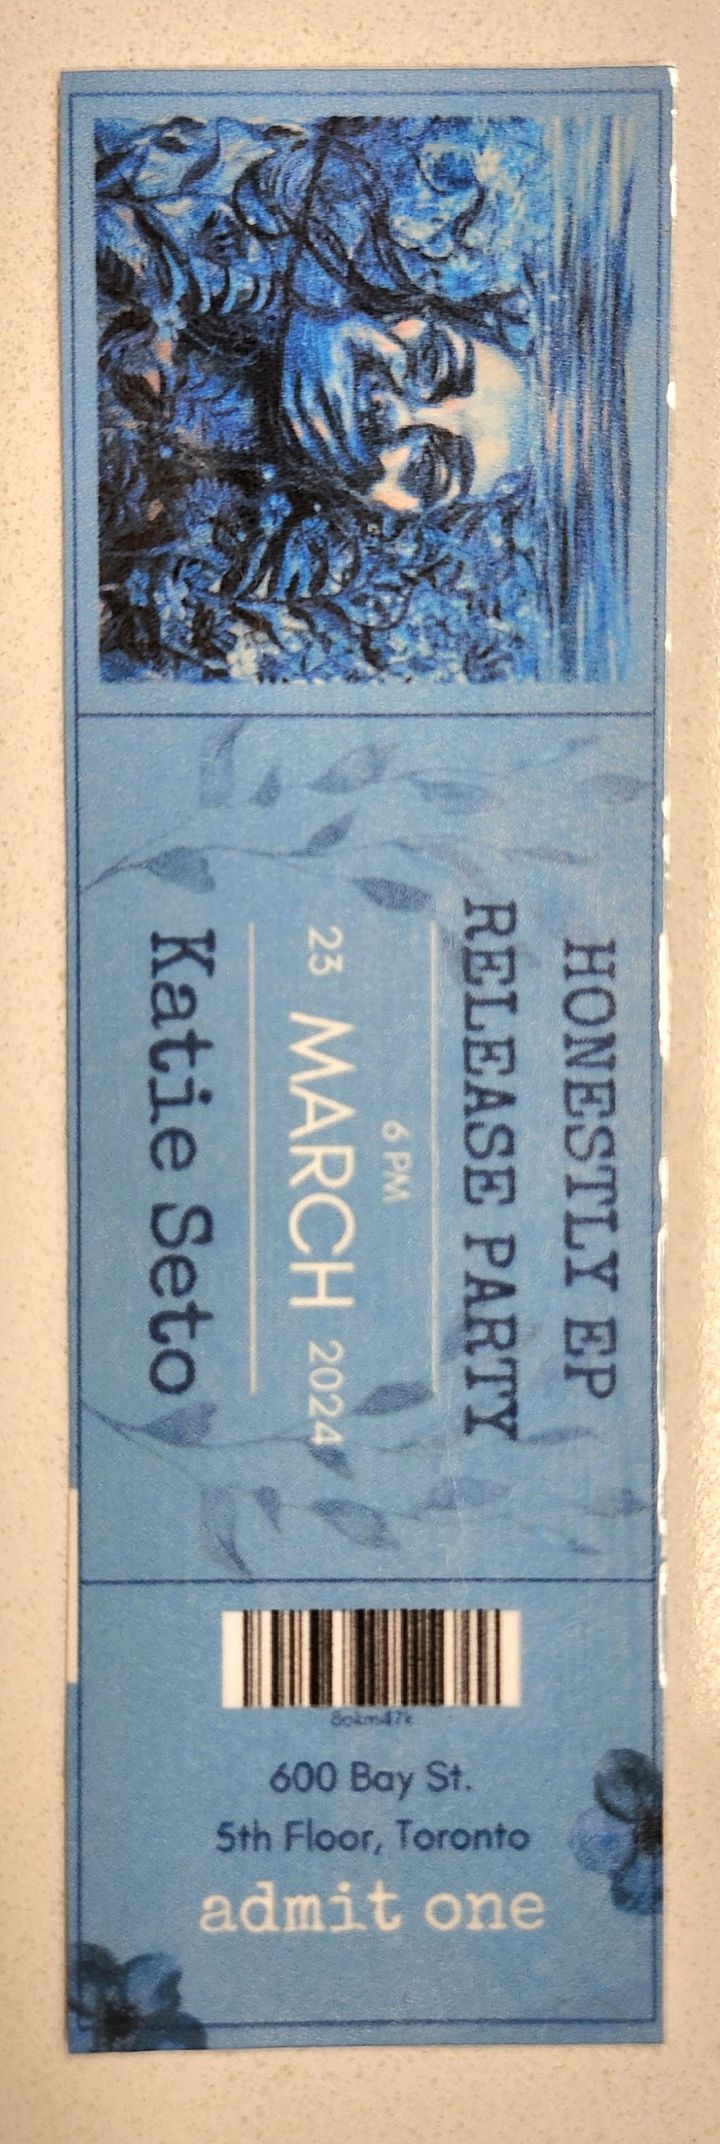 HONESTLY EP
RELEASE PARTY
6 PM
23 MARCH 2024
Katie Seto
8okm47k
600 Bay St.
5th Floor, Toronto
admit one